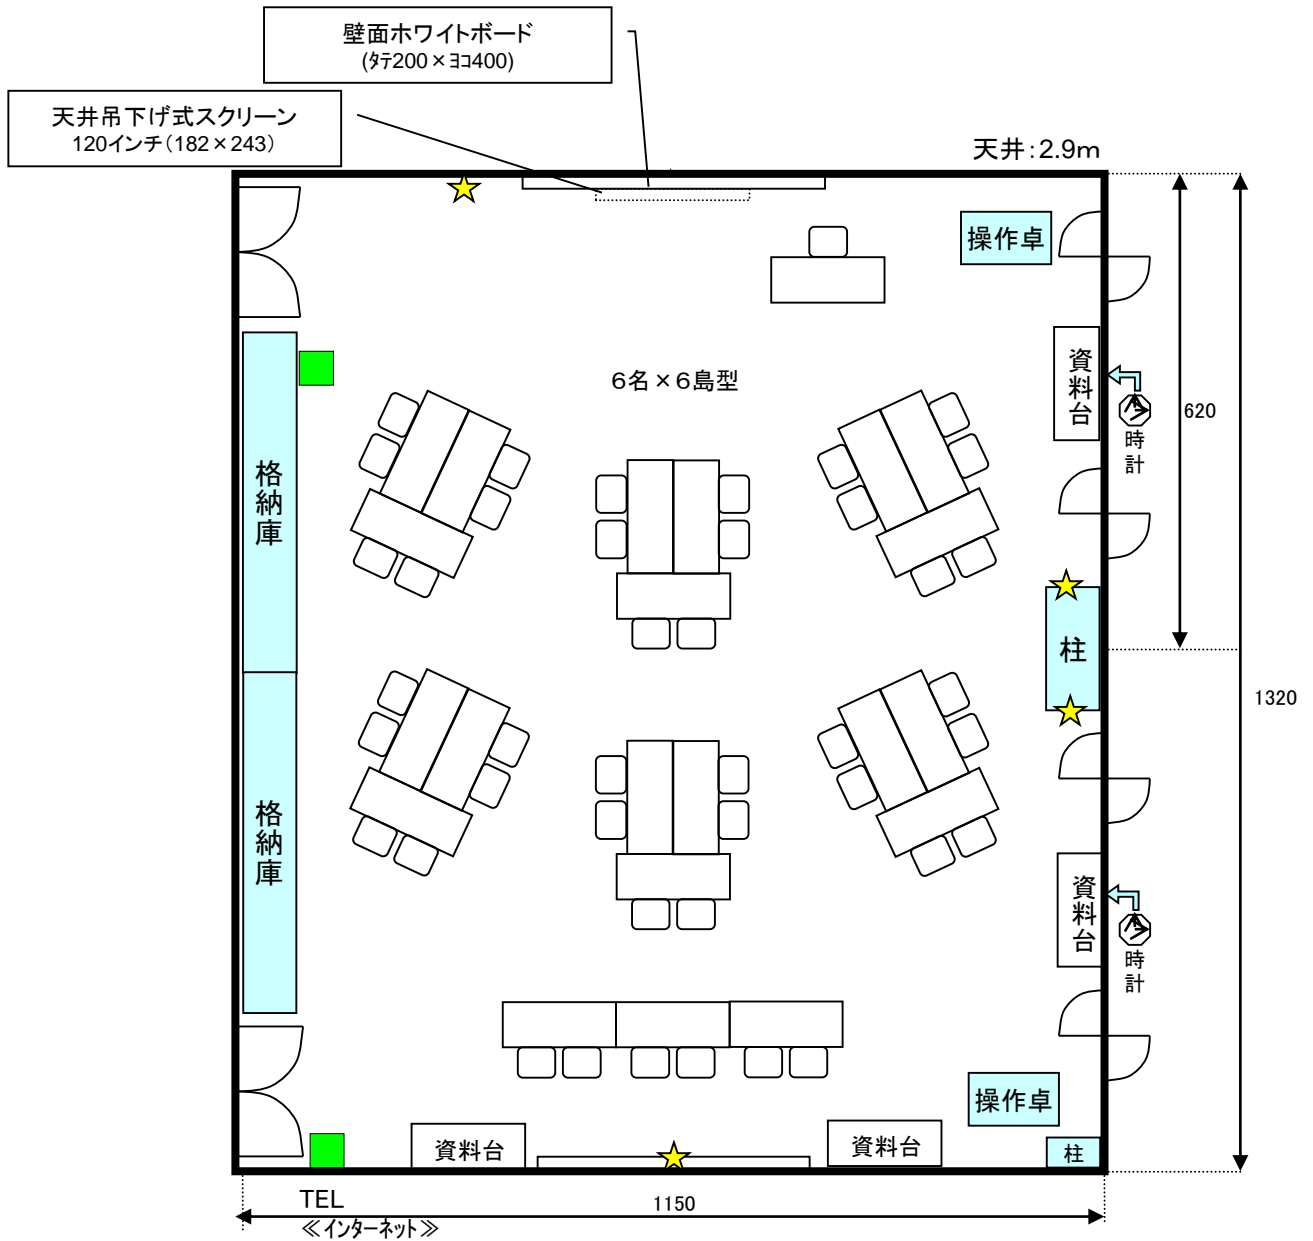 壁面ホワイトボード
(ﾀﾃ200×ﾖｺ400)
天井吊下げ式スクリーン
120インチ(182×243)
天井:2.9m
操作卓
資料台
時計
620
6名×6島型
格納庫
柱
1320
格納庫
資料台
時計
操作卓
資料台
資料台
柱
TEL
1150
≪インターネット≫